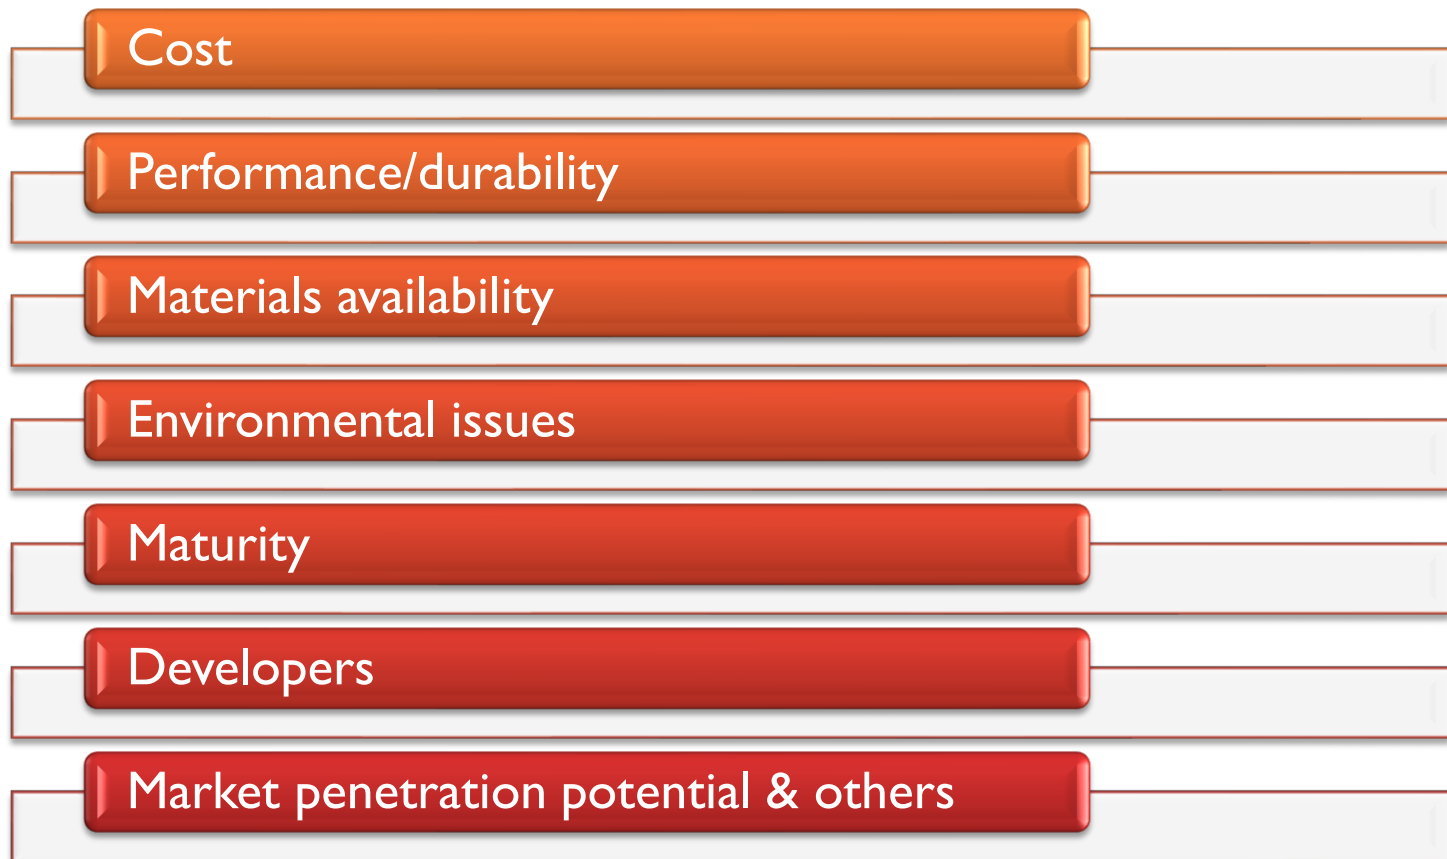 Cost
Performance/durability
Materials availability
Environmental issues
Maturity
Developers
Market penetration potential & others